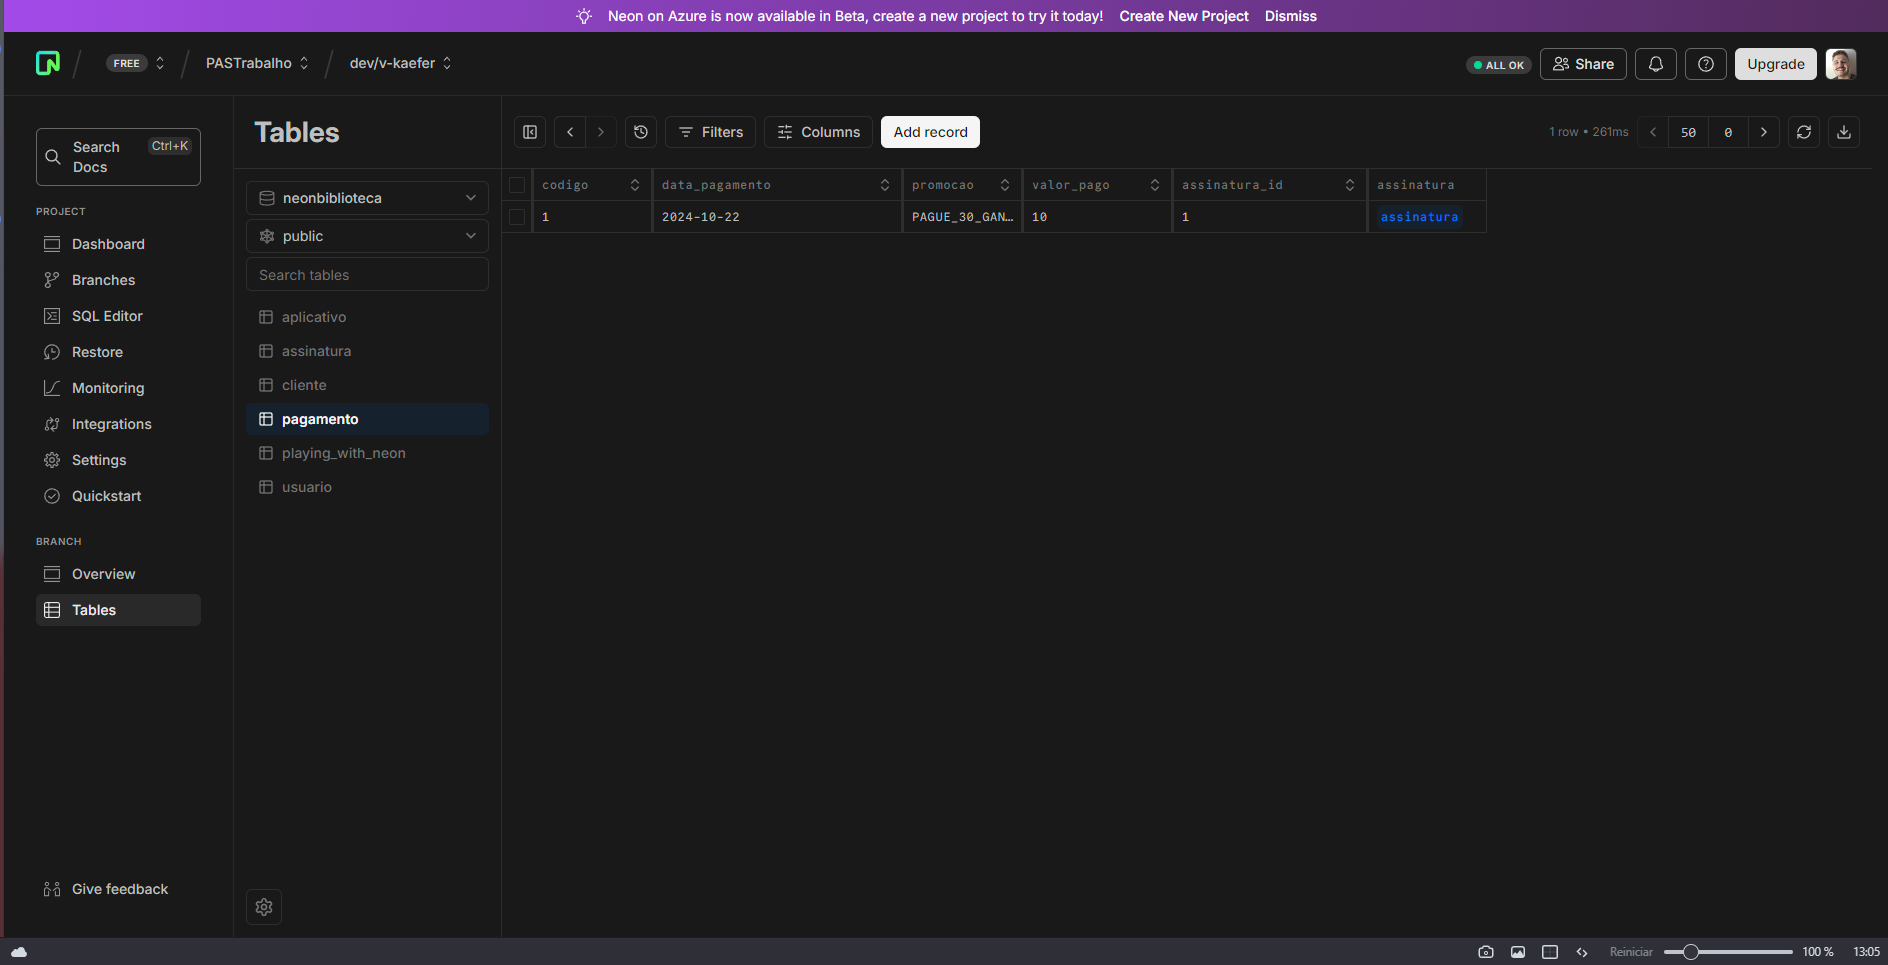 Neon on Azure is now available in Beta, create a new project to try it today! Create New Project Dismiss
FREE PASTrabalho dev/v-kaefer
ALL OK Share Upgrade
Search Docs Ctrl+K
PROJECT
Dashboard
Branches
SQL Editor
Restore
Monitoring
Integrations
Settings
Quickstart
BRANCH
Overview
Tables
Give feedback
Tables
neonbiblioteca
public
Search tables
aplicativo
assinatura
cliente
pagamento
playing_with_neon
usuario
Filters Columns Add record 1 row • 261ms 50 0
codigo data_pagamento promocao valor_pago assinatura_id assinatura
1 2024-10-22 PAGUE_30_GAN… 10 1 assinatura
Reiniciar 100 % 13:05